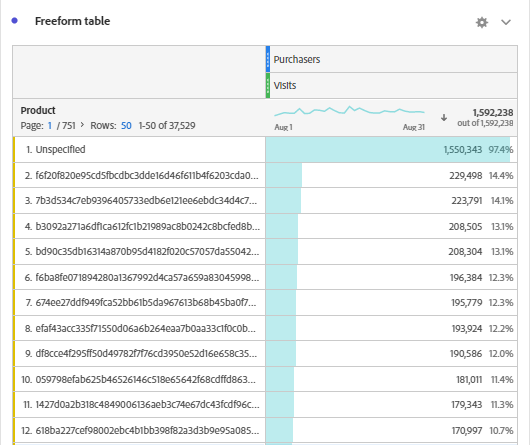 Freeform table
Purchasers
Visits
Product
Page: 1 / 751 > Rows: 50 1-50 of 37,529
Aug 1
Aug 31
1,592,238
out of 1,592,238
1. Unspecified 1,550,343 97.4%
2. f6f20f820e95cd5fbcdbc3dde16d46f611b4f6203cda0... 229,498 14.4%
3. 7b3d534c7eb9396405733edb6e121ee6ebdc34d4c7... 223,791 14.1%
4. b3092a271a6df1ca612fc1b21989ac8b0242c8bcfed8b... 208,505 13.1%
5. bd90c35db16314a870b95d4182f020c57057da55042... 208,304 13.1%
6. f6ba8fe071894280a1367992d4ca57a659a83045998... 196,384 12.3%
7. 674ee27ddf949fca52bb61b5da967613b68b45ba0f7... 195,779 12.3%
8. efaf43acc335f71550d06a6b264eaa7b0aa33c1f0c0b... 193,924 12.2%
9. df8cce4f295ff50d49782f7f76cd3950e52d16e658c35... 190,586 12.0%
10. 059798efab625b46526146c518e65642f68cdffd863... 181,011 11.4%
11. 1427d0a2b318c4849006136aeb3c74e67dc43fcdf96c... 179,343 11.3%
12. 618ba227cef98002ebc4b1bb398f82a3d3b9e95a085... 170,997 10.7%